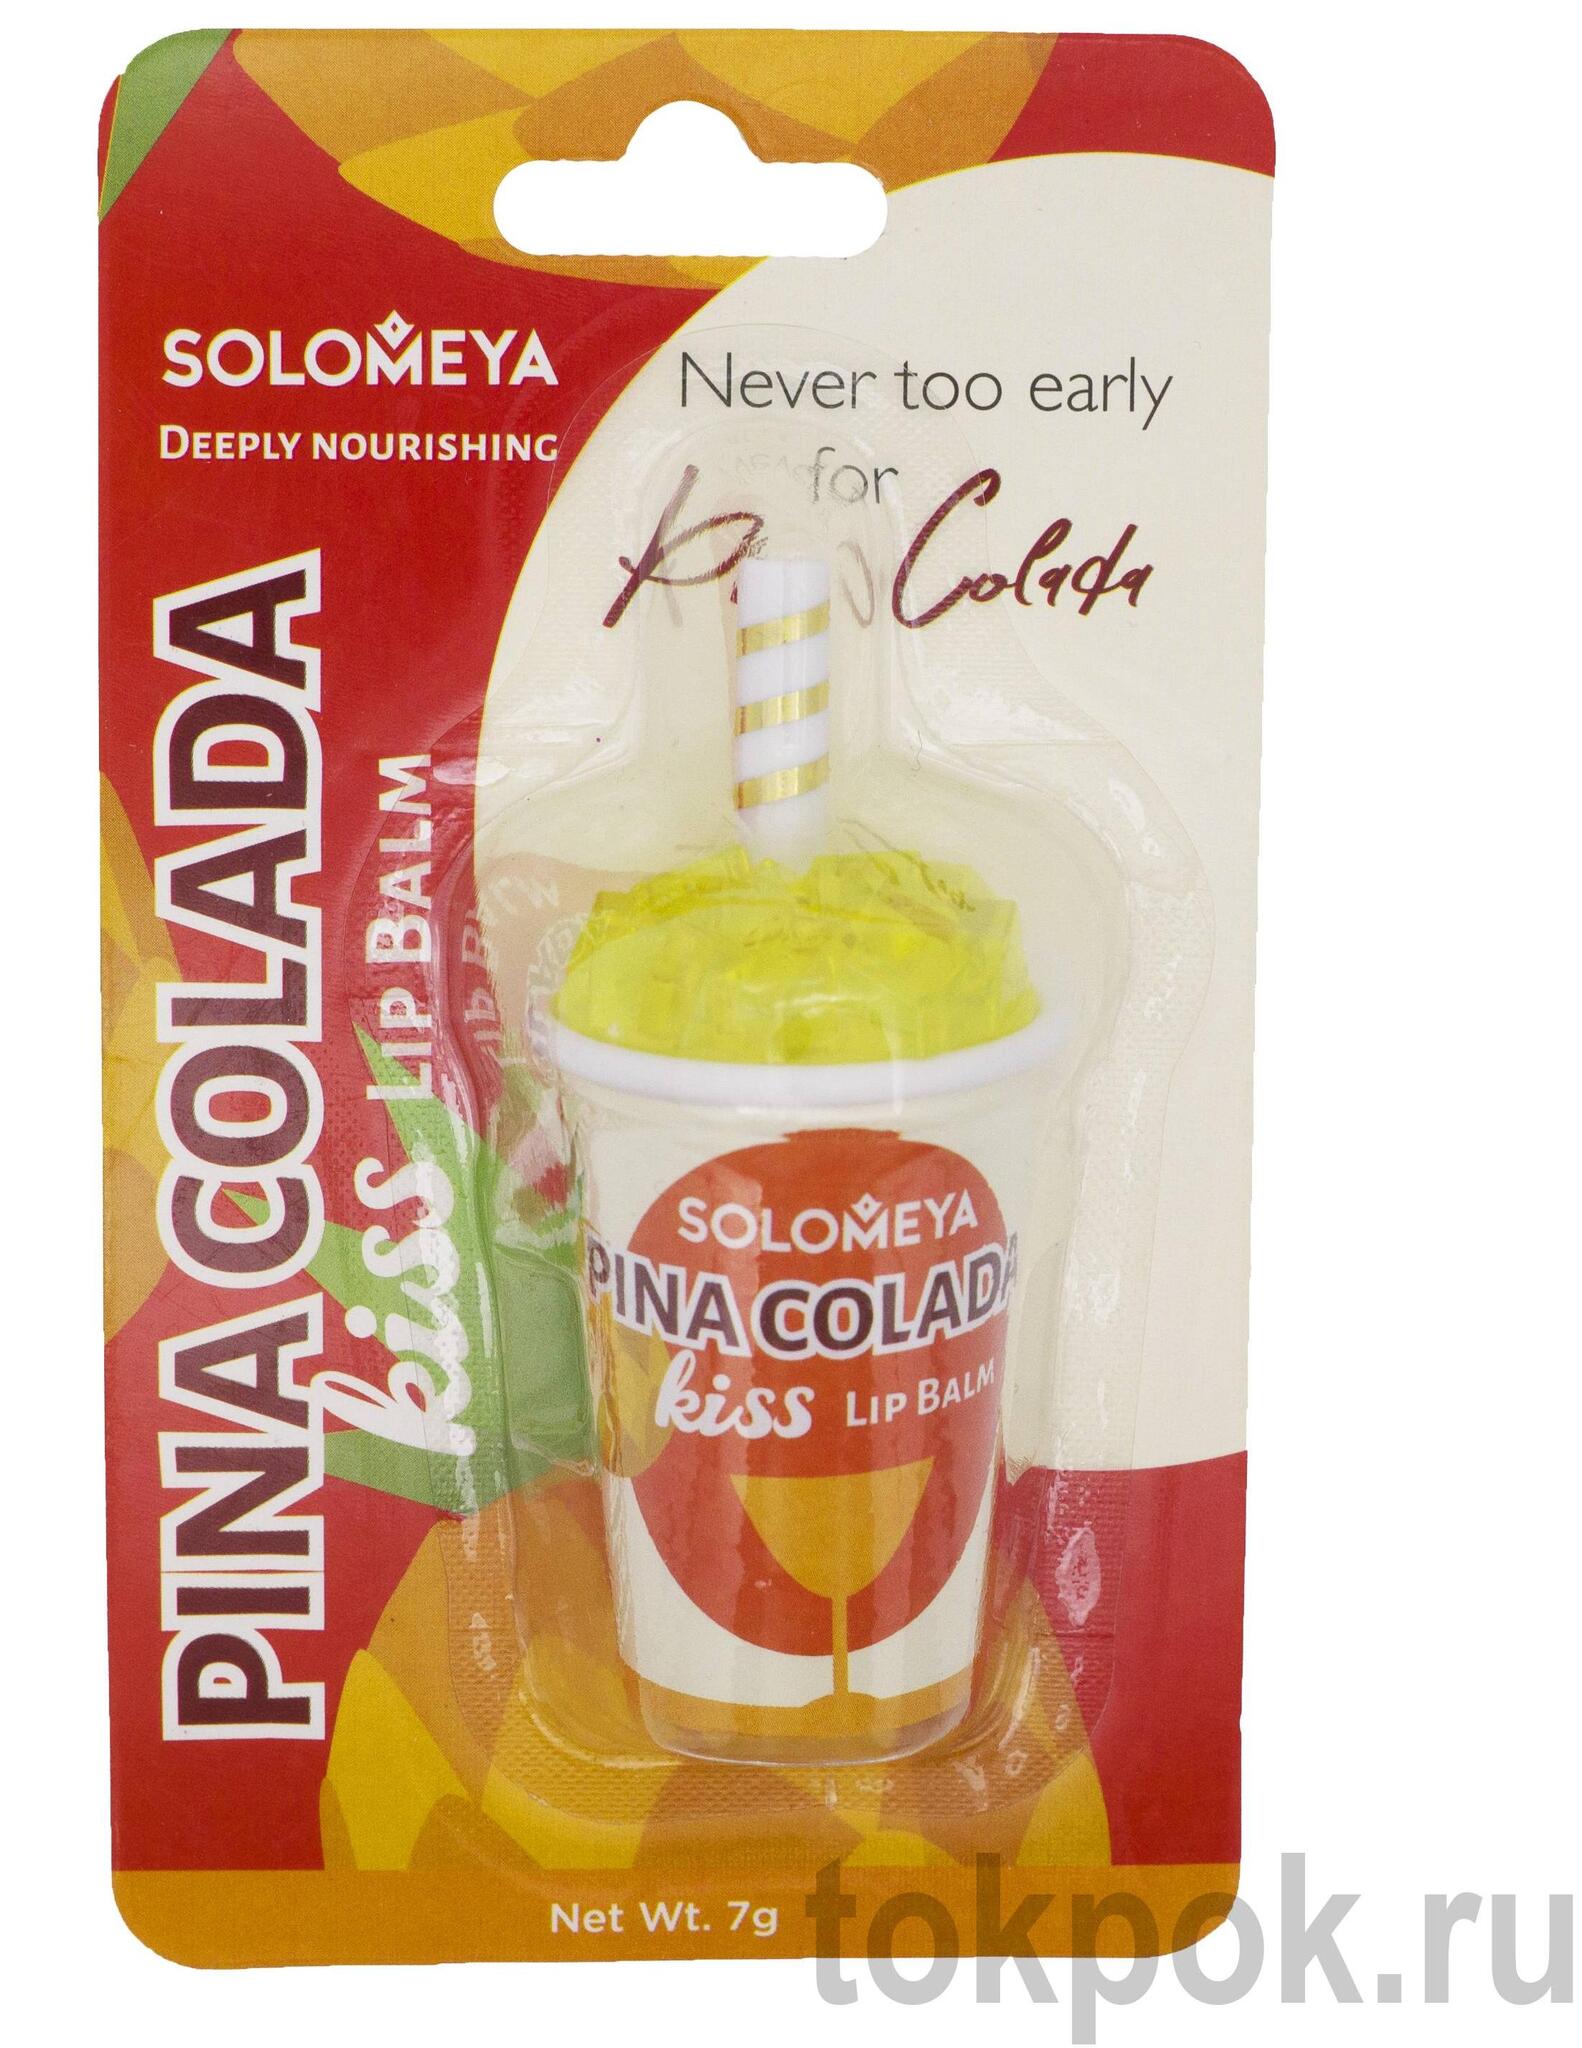 SOLOMEYA
DEEPLY NOURISHING
Never too early
for
Colada
PINA COLADA
kiss LIP BALM
SOLOMEYA
PINA COLADA
kiss LIP BALM
Net Wt. 7g
tokpok.ru